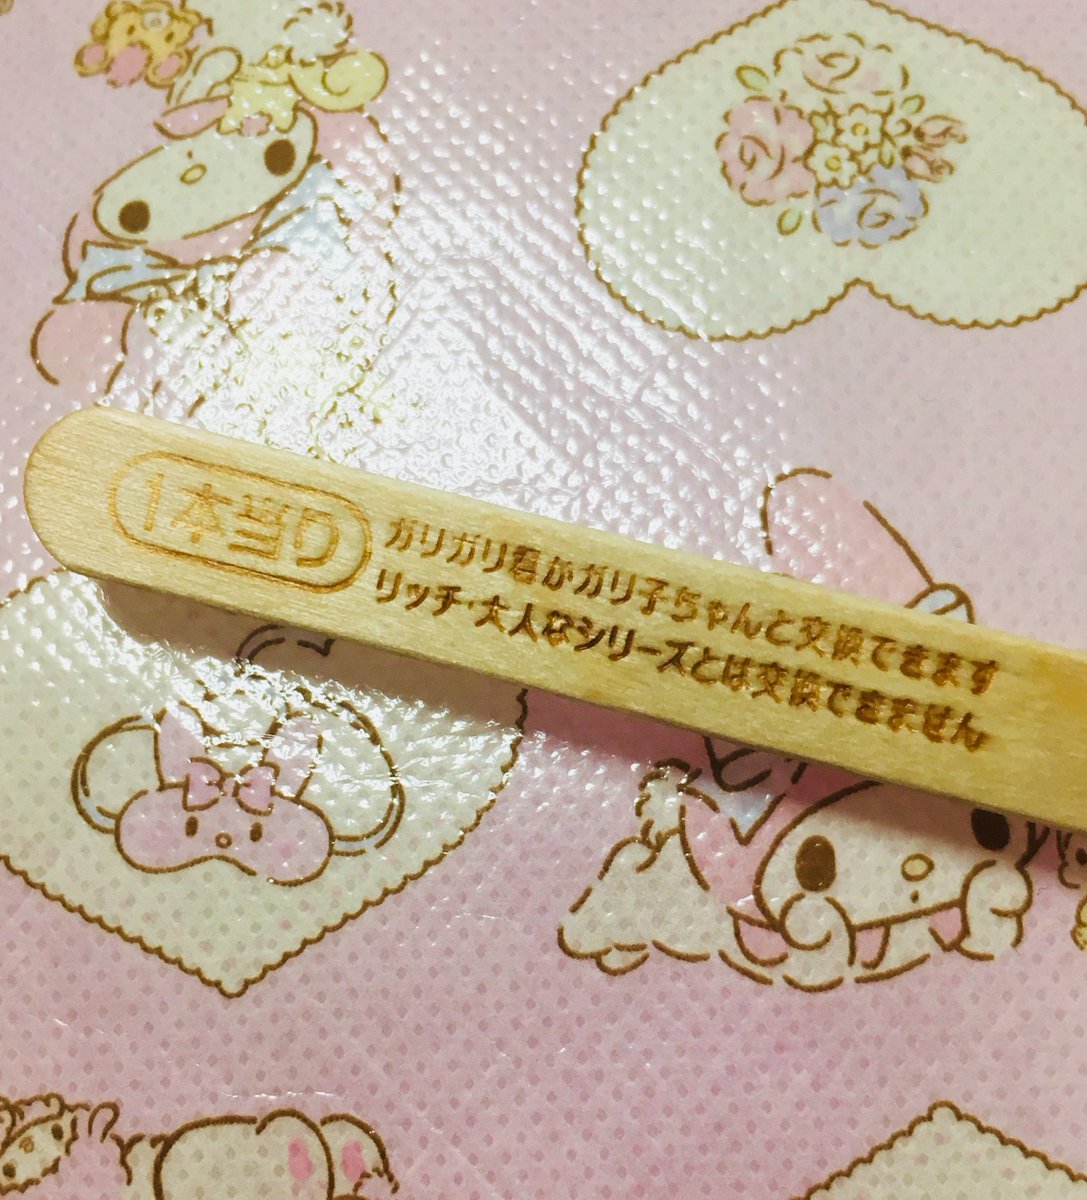 1本当り
ガリガリ君かガリ子ちゃんと交換できます
リッチ・大人なシリーズとは交換できません